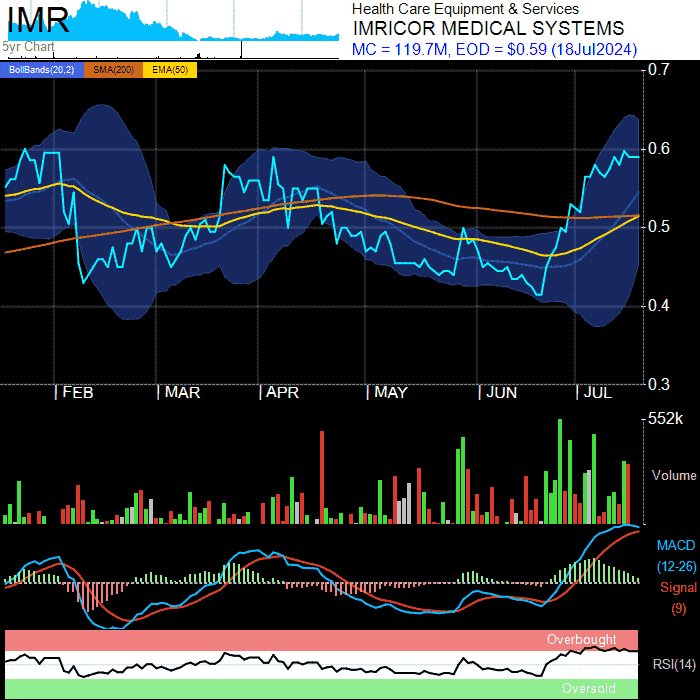 IMR
Health Care Equipment & Services
IMRICOR MEDICAL SYSTEMS
5yr Chart
MC = 119.7M, EOD = $0.59 (18Jul2024)
BollBands(20,2) SMA(200) EMA(50)
0.7
0.6
0.5
0.4
0.3
FEB MAR APR MAY JUN JUL
552k
Volume
MACD
(12-26)
Signal
(9)
Overbought
RSI(14)
Oversold